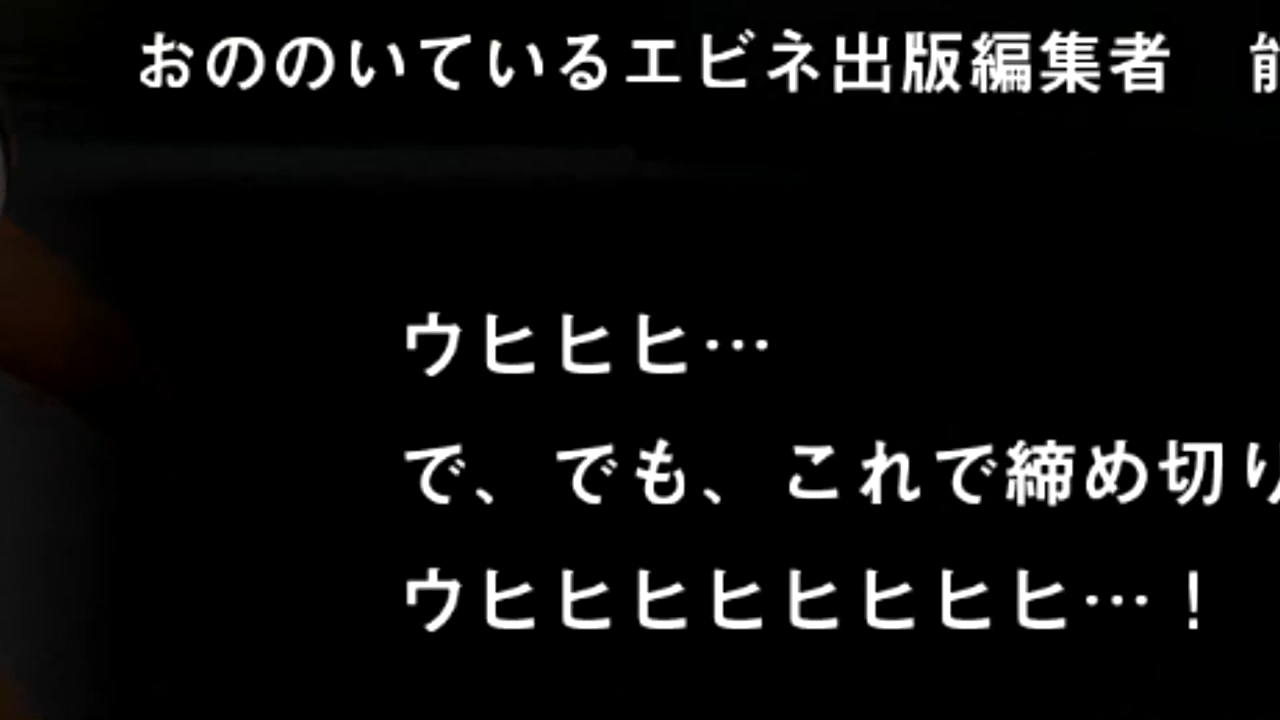 おののいているエビネ出版編集者
ウヒヒヒ…
で、でも、これで締め切り
ウヒヒヒヒヒヒヒヒ…！